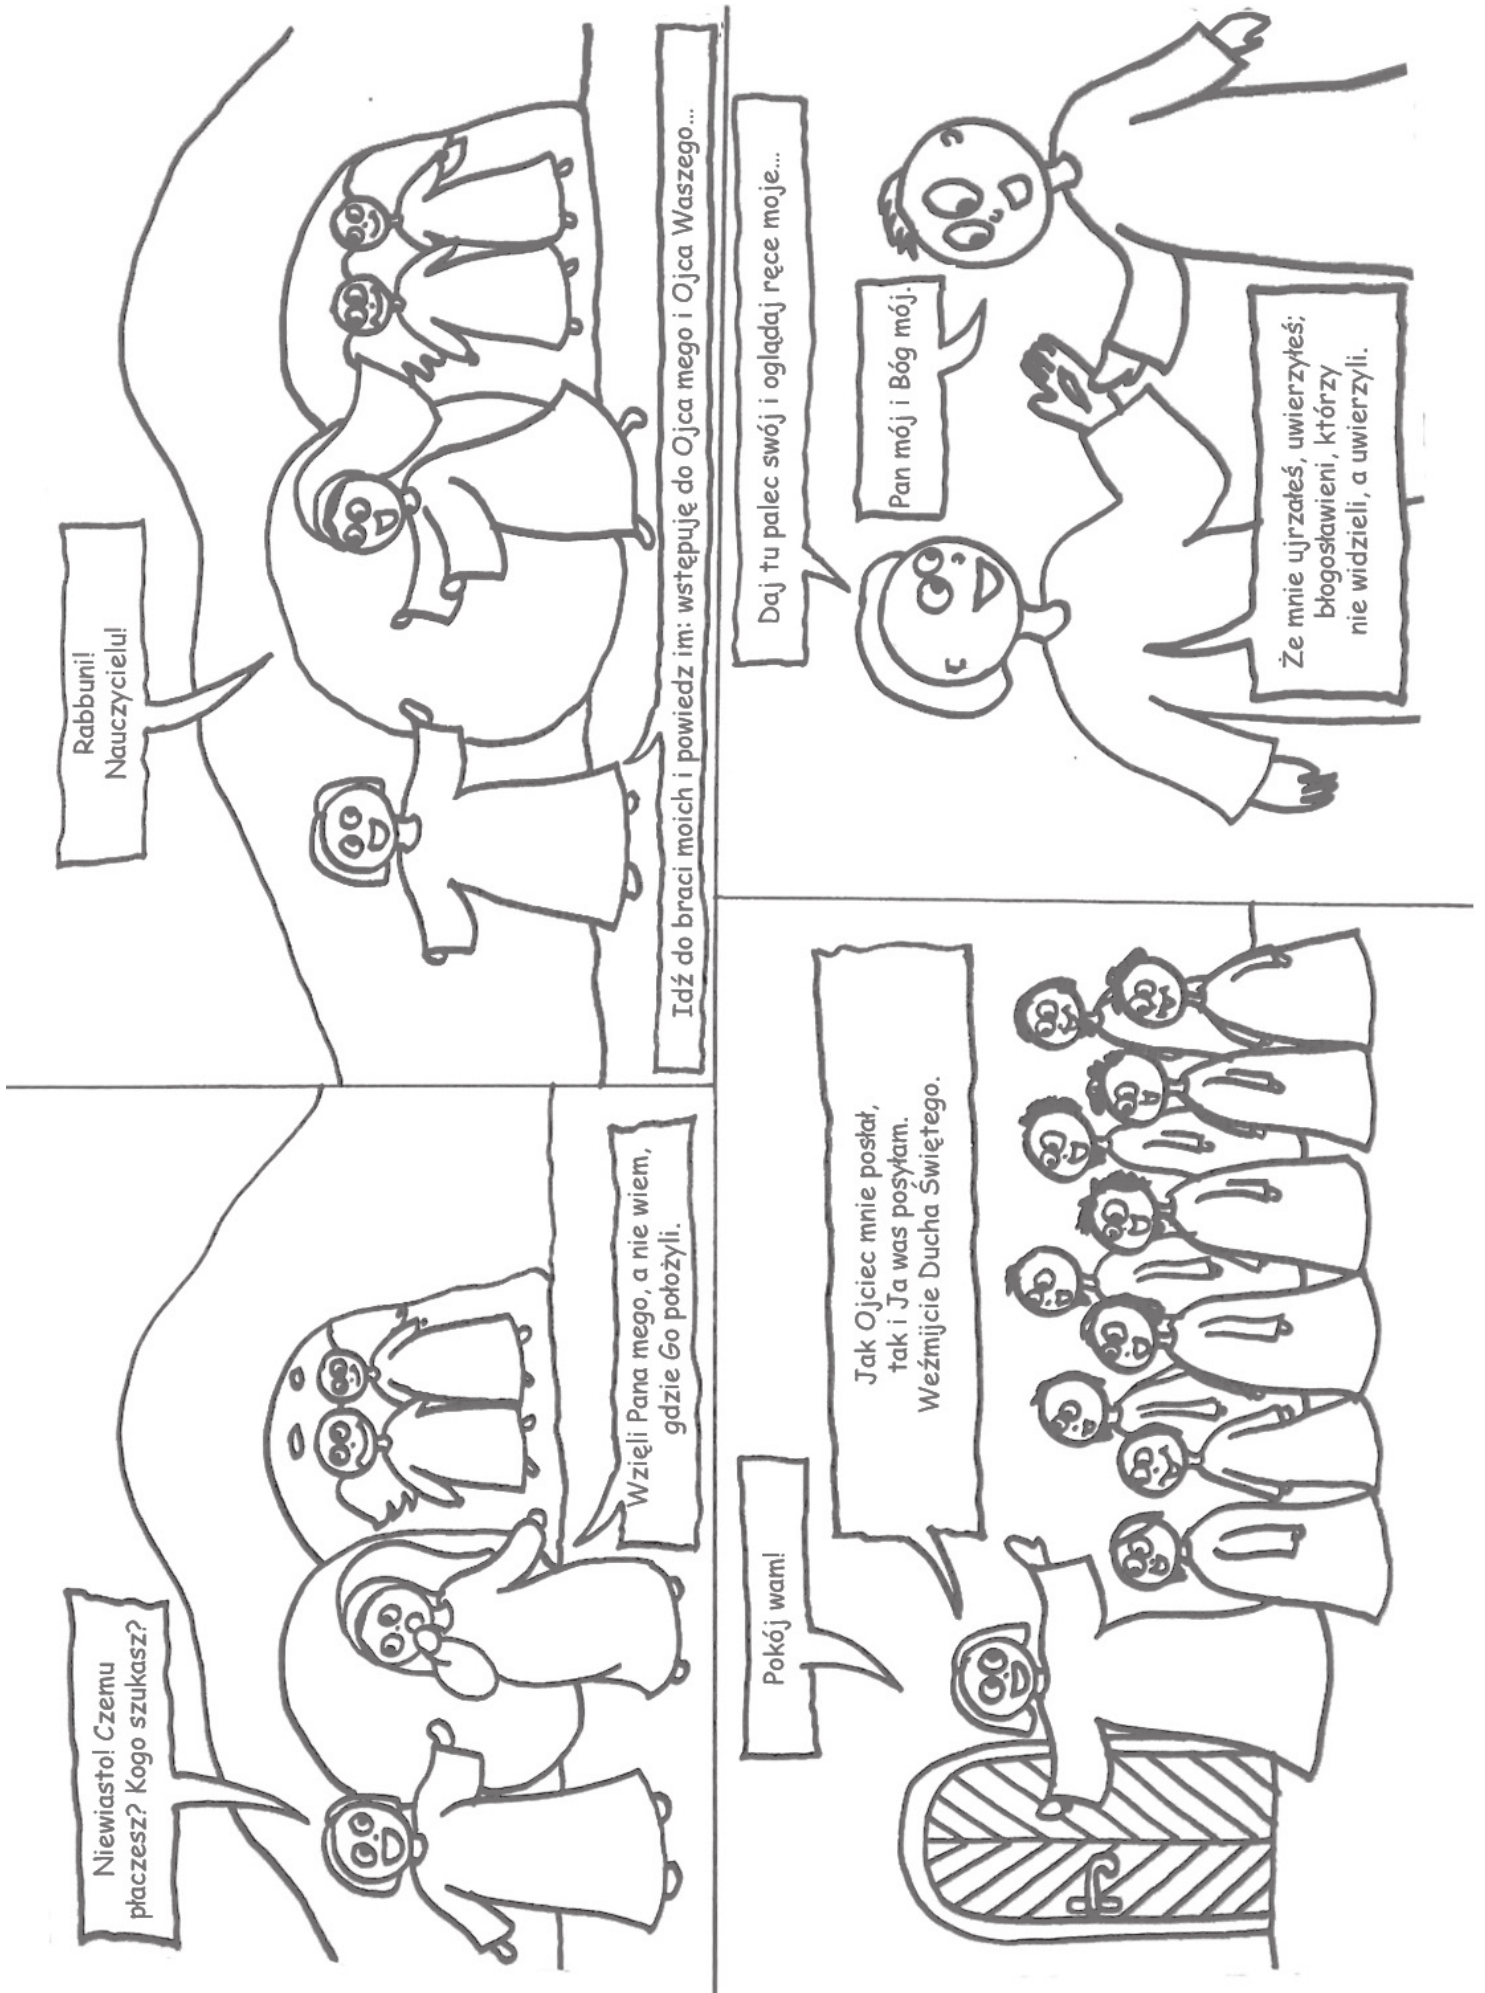 Niewiasto! Czemu
płaczesz? Kogo szukasz?
Wzięli Pana mego, a nie wiem,
gdzie Go położyli.
Rabbuni!
Nauczycielu!
Idź do braci moich i powiedz im: wstępuję do Ojca mego i Ojca Waszego...
Pokój wam!
Jak Ojciec mnie posłał,
tak i Ja was posyłam.
Weźmijcie Ducha Świętego.
Daj tu palec swój i oglądaj ręce moje...
Pan mój i Bóg mój.
Że mnie ujrzałeś, uwierzyłeś;
błogosławieni, którzy
nie widzieli, a uwierzyli.